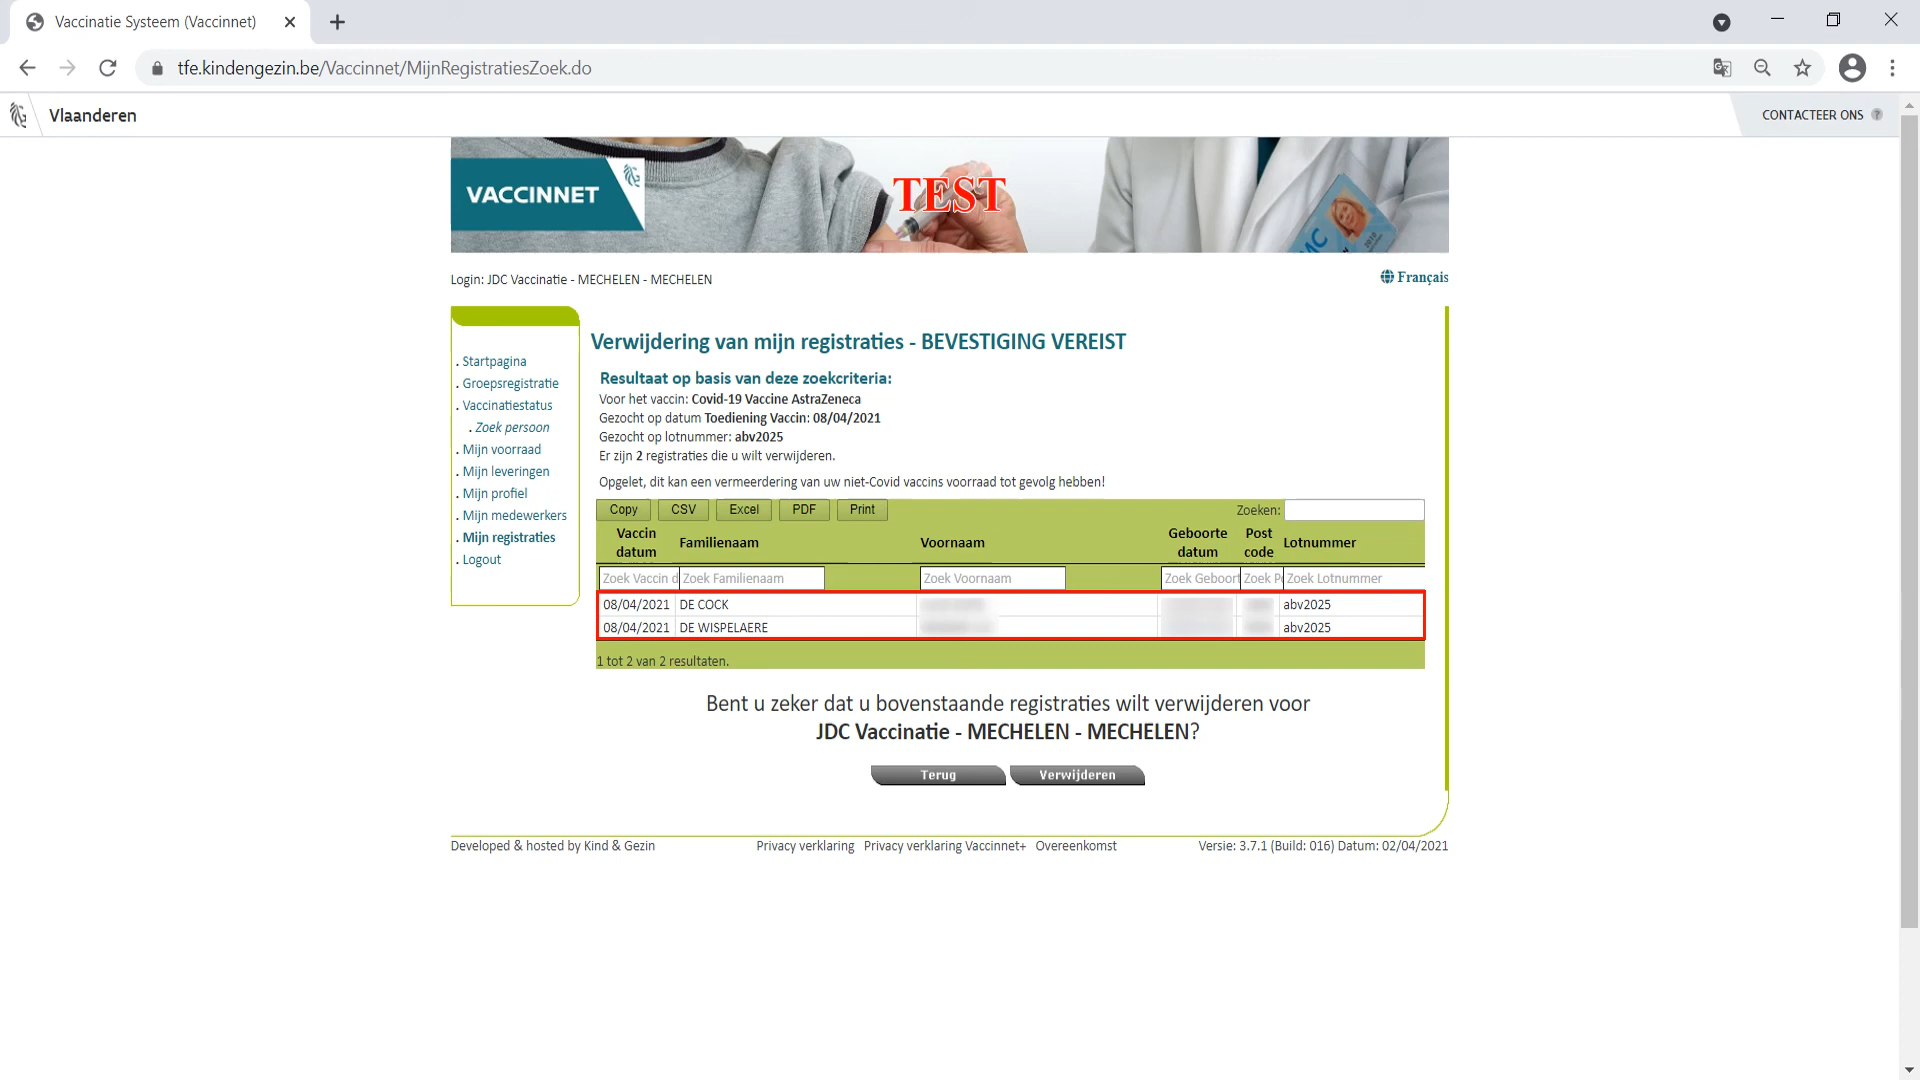 Vaccinatie Systeem (Vaccinnet)
tfe.kindengezin.be/Vaccinnet/MijnRegistratiesZoek.do
Vlaanderen
CONTACTEER ONS ?
VACCINNET
TEST
Login: JDC Vaccinatie - MECHELEN - MECHELEN
Français
. Startpagina
. Groepsregistratie
. Vaccinatiestatus
. Zoek persoon
. Mijn voorraad
. Mijn leveringen
. Mijn profiel
. Mijn medewerkers
. Mijn registraties
. Logout
Verwijdering van mijn registraties - BEVESTIGING VEREIST
Resultaat op basis van deze zoekcriteria:
Voor het vaccin: Covid-19 Vaccine AstraZeneca
Gezocht op datum Toediening Vaccin: 08/04/2021
Gezocht op lotnummer: abv2025
Er zijn 2 registraties die u wilt verwijderen.
Opgelet, dit kan een vermeerdering van uw niet-Covid vaccins voorraad tot gevolg hebben!
Copy CSV Excel PDF Print Zoeken:
Vaccin datum Familienaam Voornaam Geboorte datum Post code Lotnummer
Zoek Vaccin d Zoek Familienaam Zoek Voornaam Zoek Geboort Zoek P Zoek Lotnummer
08/04/2021 DE COCK abv2025
08/04/2021 DE WISPELAERE abv2025
1 tot 2 van 2 resultaten.
Bent u zeker dat u bovenstaande registraties wilt verwijderen voor
JDC Vaccinatie - MECHELEN - MECHELEN?
Terug Verwijderen
Developed & hosted by Kind & Gezin Privacy verklaring Privacy verklaring Vaccinnet+ Overeenkomst Versie: 3.7.1 (Build: 016) Datum: 02/04/2021